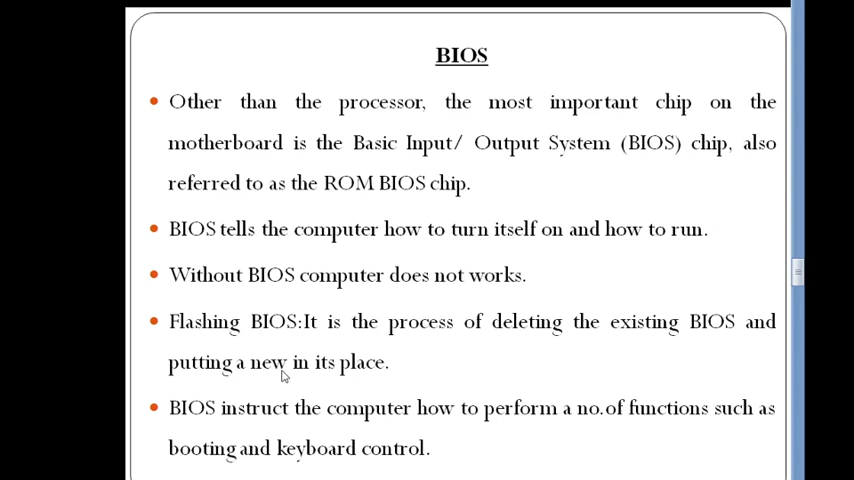 BIOS
• Other than the processor, the most important chip on the
motherboard is the Basic Input/ Output System (BIOS) chip, also
referred to as the ROM BIOS chip.
• BIOS tells the computer how to turn itself on and how to run.
• Without BIOS computer does not works.
• Flashing BIOS:It is the process of deleting the existing BIOS and
putting a new in its place.
• BIOS instruct the computer how to perform a no.of functions such as
booting and keyboard control.